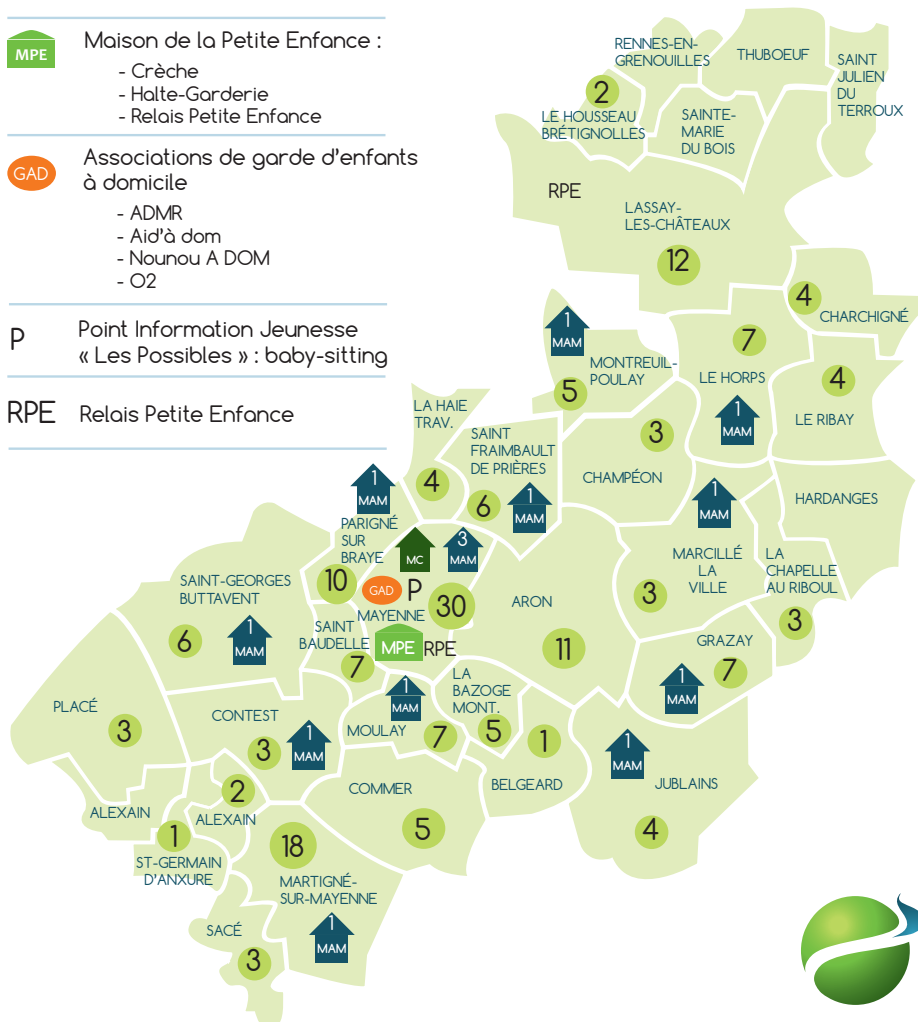 MPE
Maison de la Petite Enfance :
- Crèche
- Halte-Garderie
- Relais Petite Enfance
GAD
Associations de garde d'enfants
à domicile
- ADMR
- Aid'à dom
- Nounou A DOM
- O2
P
Point Information Jeunesse
« Les Possibles » : baby-sitting
RPE
Relais Petite Enfance
RENNES-EN-
GRENOUILLES
THUBOEUF
SAINT
JULIEN
DU
TERROUX
2
LE HOUSSEAU
BRÉTIGNOLLES
SAINTE-
MARIE
DU BOIS
RPE
LASSAY-
LES-CHÂTEAUX
12
4
CHARCHIGNÉ
1
MAM
MONTREUIL-
POULAY
5
7
LE HORPS
1
MAM
4
LE RIBAY
LA HAIE
TRAV.
4
SAINT
FRAIMBAULT
DE PRIÈRES
6
1
MAM
3
CHAMPÉON
HARDANGES
1
MAM
PARIGNÉ
SUR
BRAYE
10
MC
3
MAM
GAD
P
MAYENNE
30
MPE
RPE
1
MAM
MARCILLÉ
LA
VILLE
3
LA
CHAPELLE
AU RIBOUL
3
SAINT-GEORGES
BUTTAVENT
6
1
MAM
SAINT
BAUDELLE
7
ARON
11
GRAZAY
7
1
MAM
PLACÉ
3
CONTEST
3
1
MAM
1
MAM
MOULAY
7
LA
BAZOGE
MONT.
5
1
BELGEARD
1
MAM
JUBLAINS
4
ALEXAIN
2
ALEXAIN
COMMER
5
1
ST-GERMAIN
D'ANXURE
18
MARTIGNÉ-
SUR-MAYENNE
1
MAM
SACÉ
3